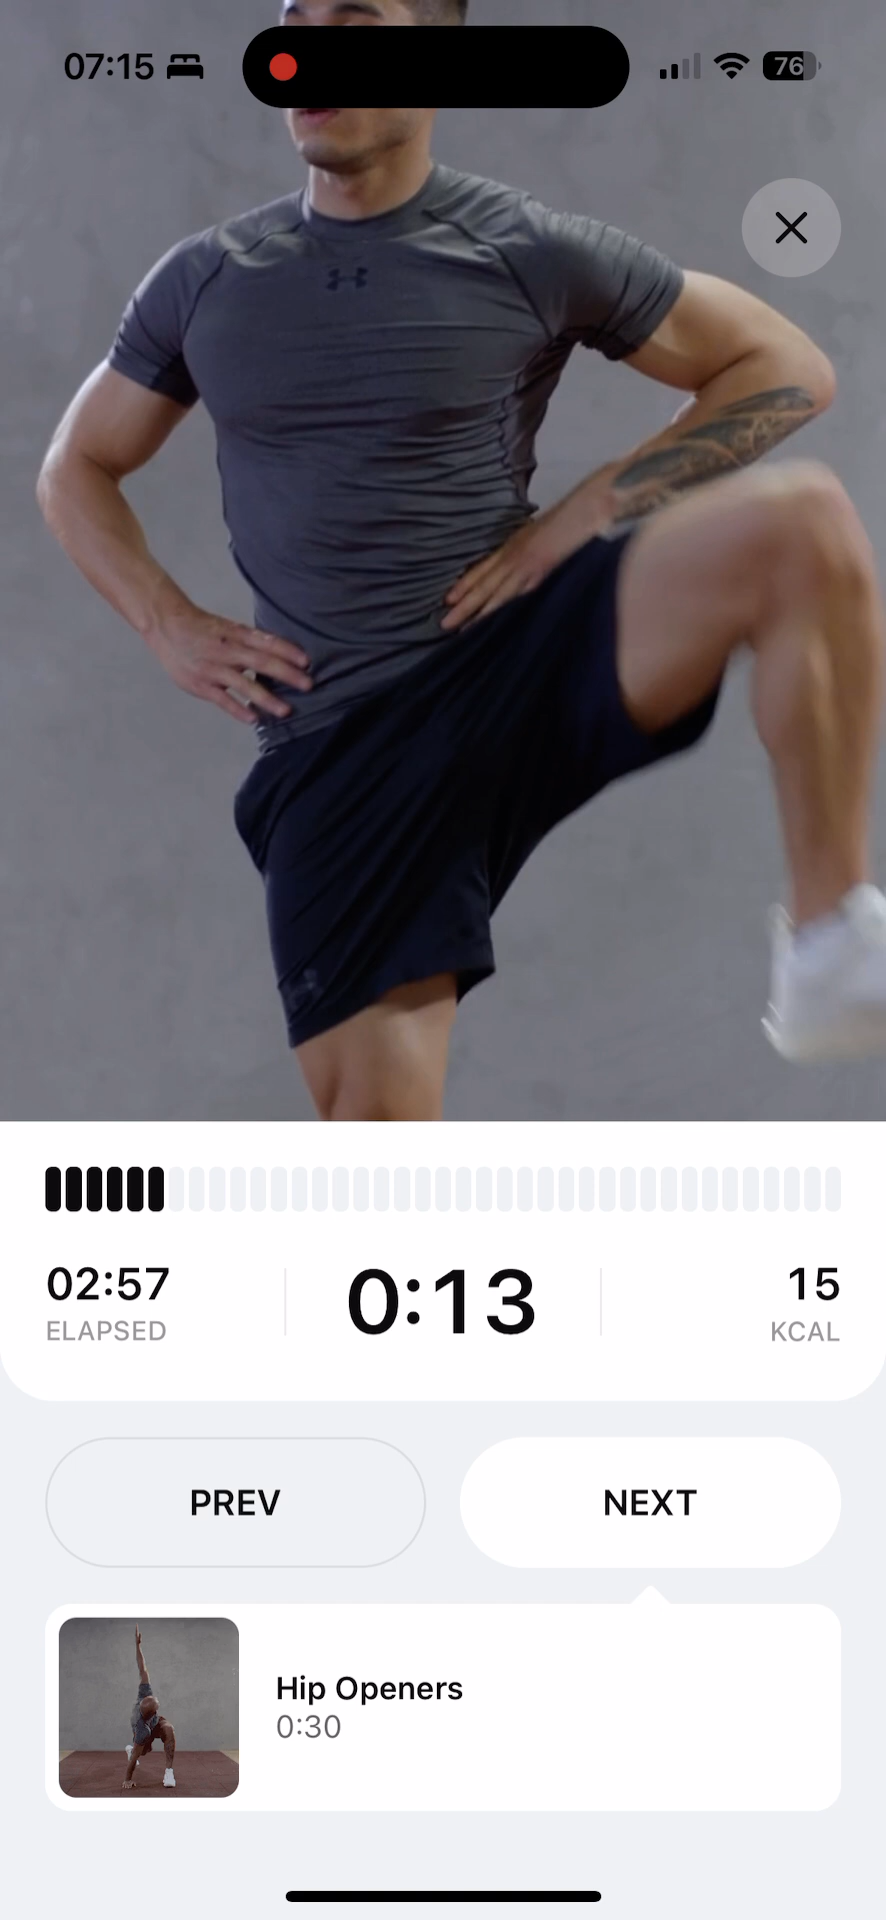 07:15
76
02:57
ELAPSED
0:13
15
KCAL
PREV
NEXT
Hip Openers
0:30